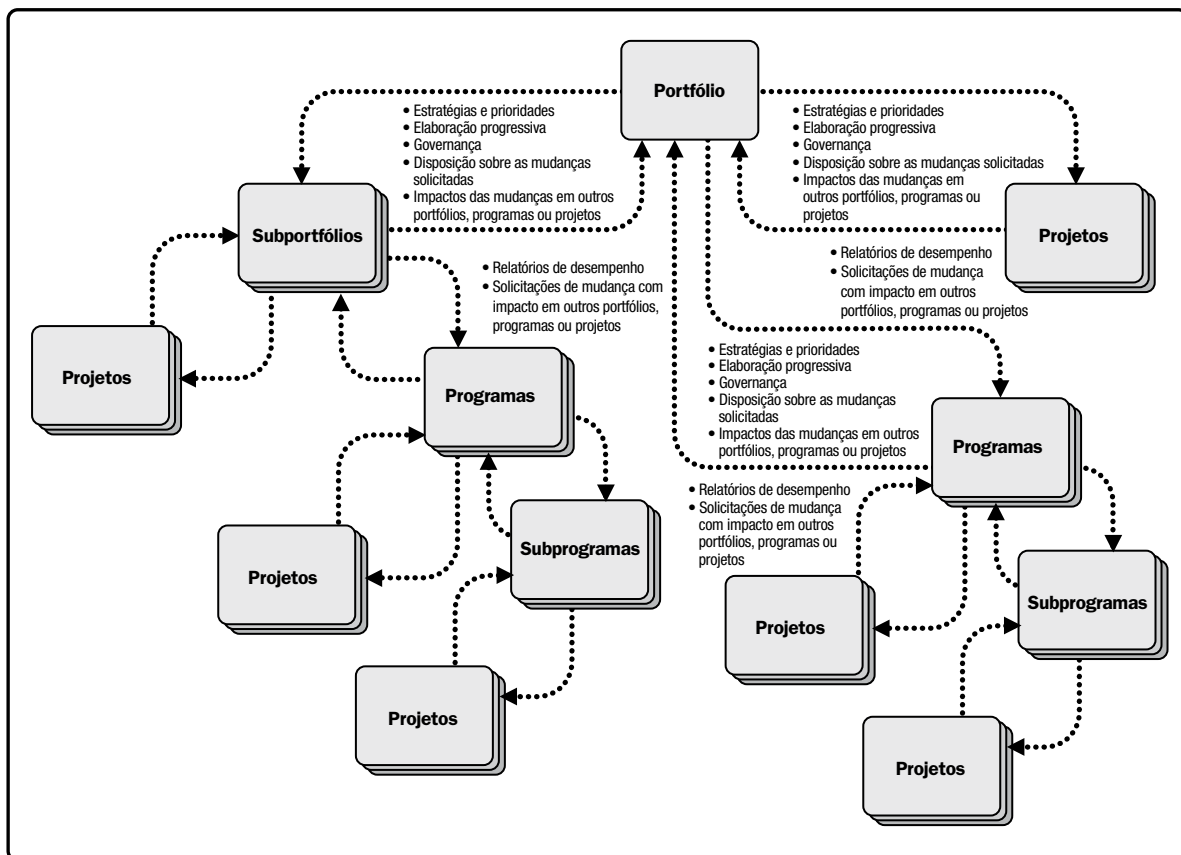 Portfólio
• Estratégias e prioridades
• Elaboração progressiva
• Governança
• Disposição sobre as mudanças
solicitadas
• Impactos das mudanças em outros
portfólios, programas ou projetos
• Estratégias e prioridades
• Elaboração progressiva
• Governança
• Disposição sobre as mudanças solicitadas
• Impactos das mudanças em
outros portfólios, programas ou
projetos
Subportfólios
Projetos
• Relatórios de desempenho
• Solicitações de mudança com
impacto em outros portfólios,
programas ou projetos
• Relatórios de desempenho
• Solicitações de mudança
com impacto em outros
portfólios, programas ou projetos
Projetos
Programas
• Estratégias e prioridades
• Elaboração progressiva
• Governança
• Disposição sobre as mudanças
solicitadas
• Impactos das mudanças em outros
portfólios, programas ou projetos
Programas
• Relatórios de desempenho
• Solicitações de mudança
com impacto em outros
portfólios, programas ou
projetos
Projetos
Subprogramas
Projetos
Subprogramas
Projetos
Projetos